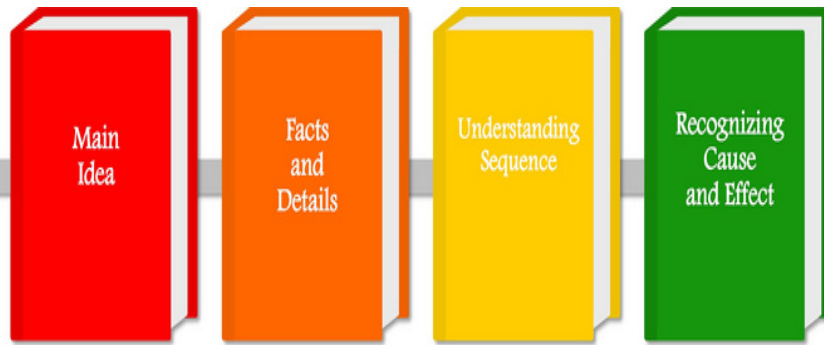 Main
Idea
Facts
and
Details
Understanding
Sequence
Recognizing
Cause
and Effect